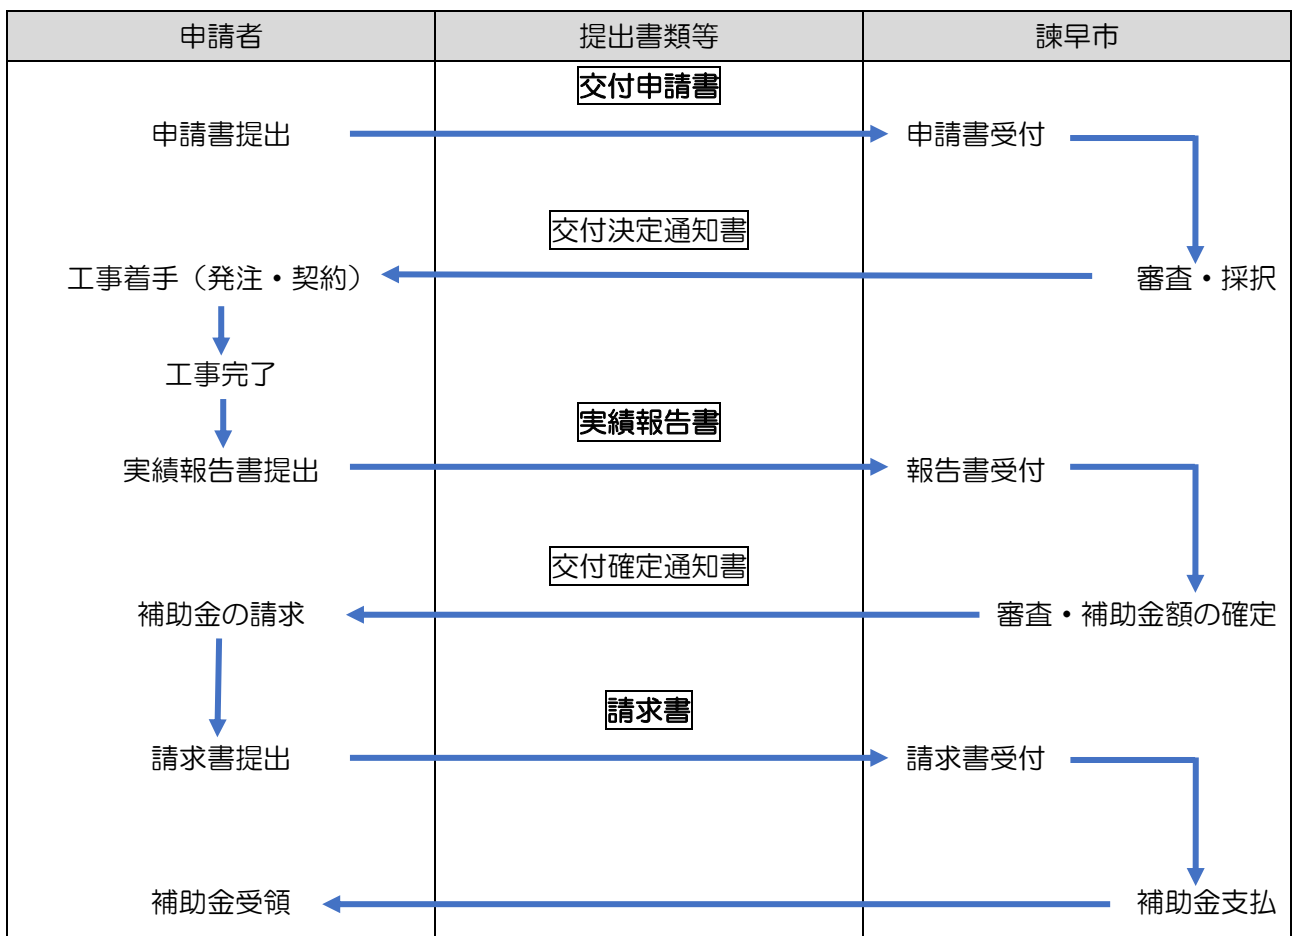 申請者 提出書類等 諫早市
交付申請書
申請書提出 申請書受付
交付決定通知書
工事着手（発注・契約） 審査・採択
工事完了
実績報告書
実績報告書提出 報告書受付
交付確定通知書
補助金の請求 審査・補助金額の確定
請求書
請求書提出 請求書受付
補助金受領 補助金支払